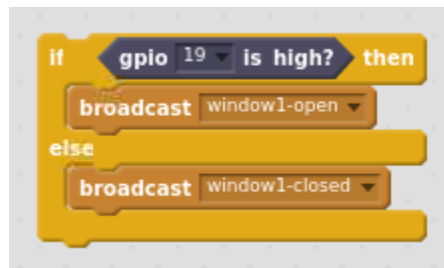 if gpio 19 is high? then
broadcast window1-open
else
broadcast window1-closed